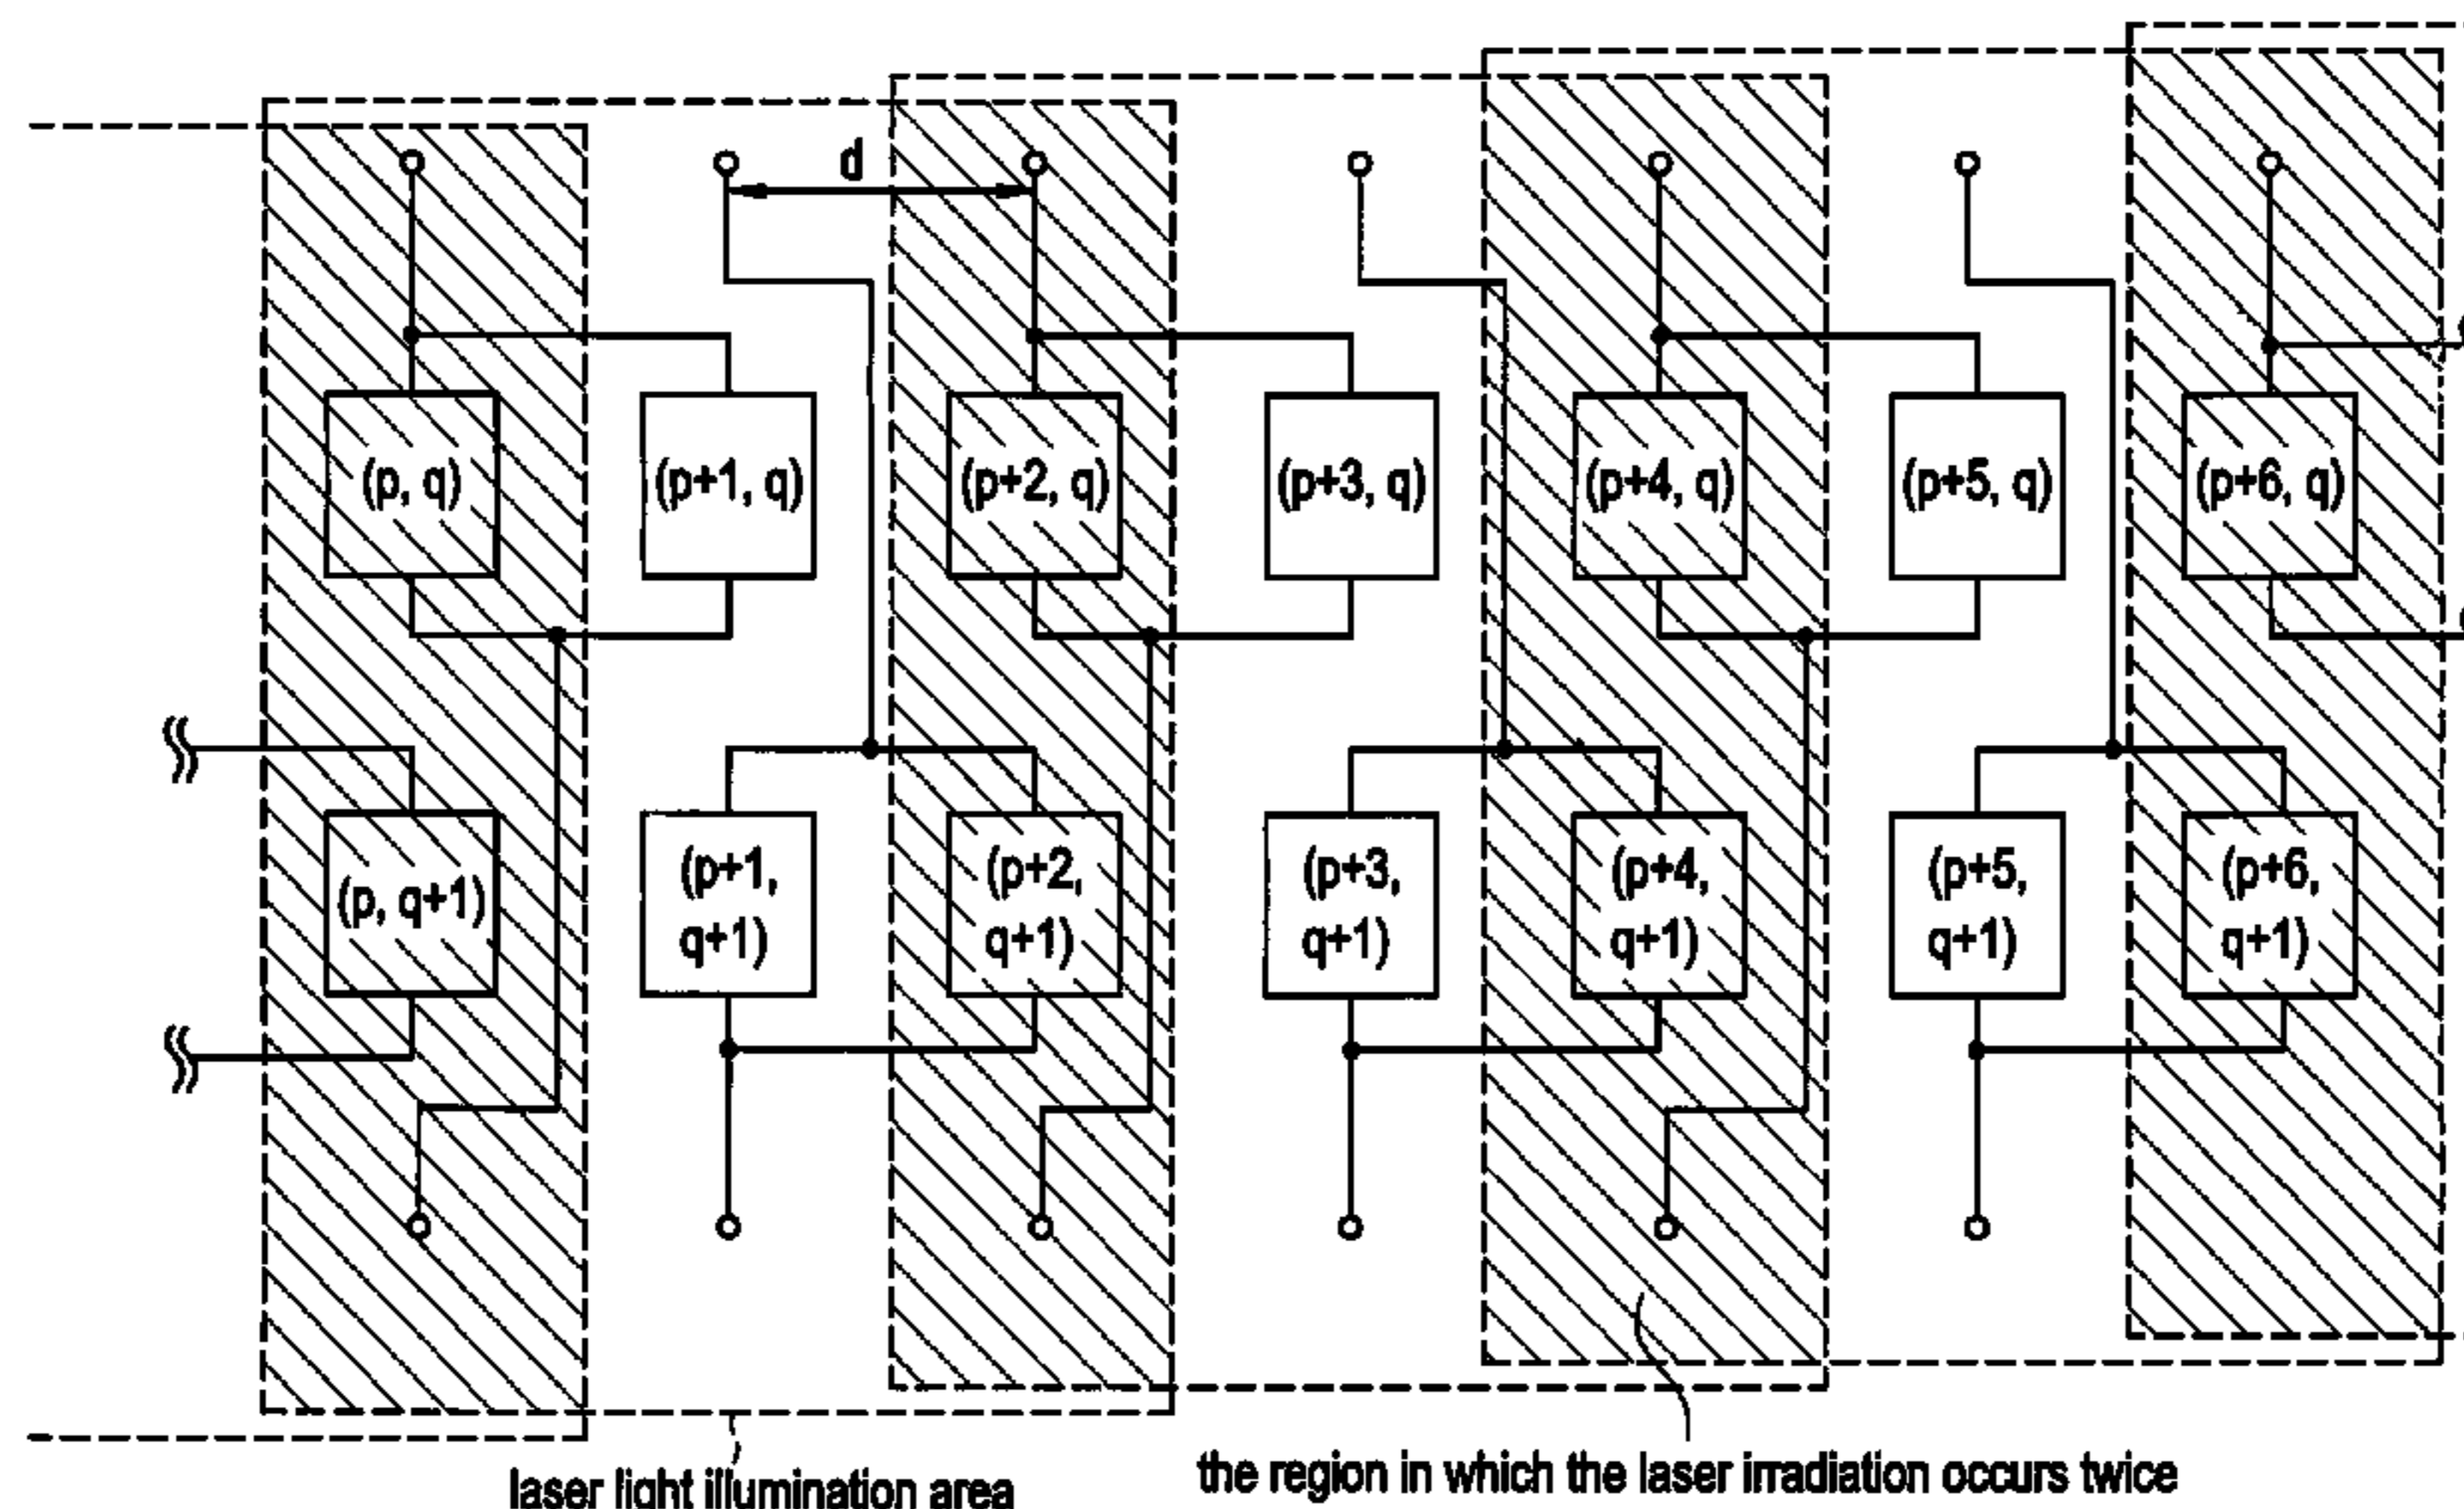 d
(p, q)
(p+1, q)
(p+2, q)
(p+3, q)
(p+4, q)
(p+5, q)
(p+6, q)
(p, q+1)
(p+1,
q+1)
(p+2,
q+1)
(p+3,
q+1)
(p+4,
q+1)
(p+5,
q+1)
(p+6,
q+1)
laser light illumination area
the region in which the laser irradiation occurs twice